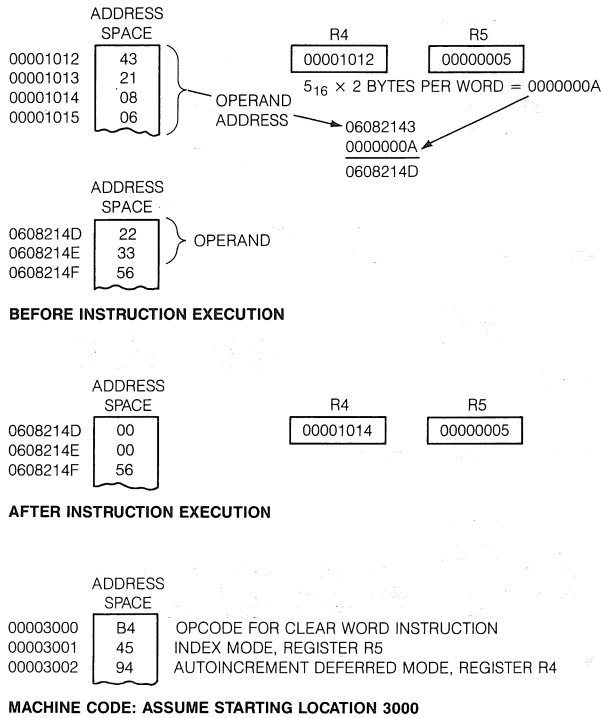 ADDRESS
SPACE
R4 R5
00001012 43 00001012 00000005
00001013 21
5₁₆ × 2 BYTES PER WORD = 0000000A
00001014 08
OPERAND
ADDRESS
00001015 06
06082143
0000000A
0608214D
ADDRESS
SPACE
0608214D 22
OPERAND
0608214E 33
0608214F 56
BEFORE INSTRUCTION EXECUTION
ADDRESS
SPACE
R4 R5
0608214D 00 00001014 00000005
0608214E 00
0608214F 56
AFTER INSTRUCTION EXECUTION
ADDRESS
SPACE
00003000 B4 OPCODE FOR CLEAR WORD INSTRUCTION
00003001 45 INDEX MODE, REGISTER R5
00003002 94 AUTOINCREMENT DEFERRED MODE, REGISTER R4
MACHINE CODE: ASSUME STARTING LOCATION 3000